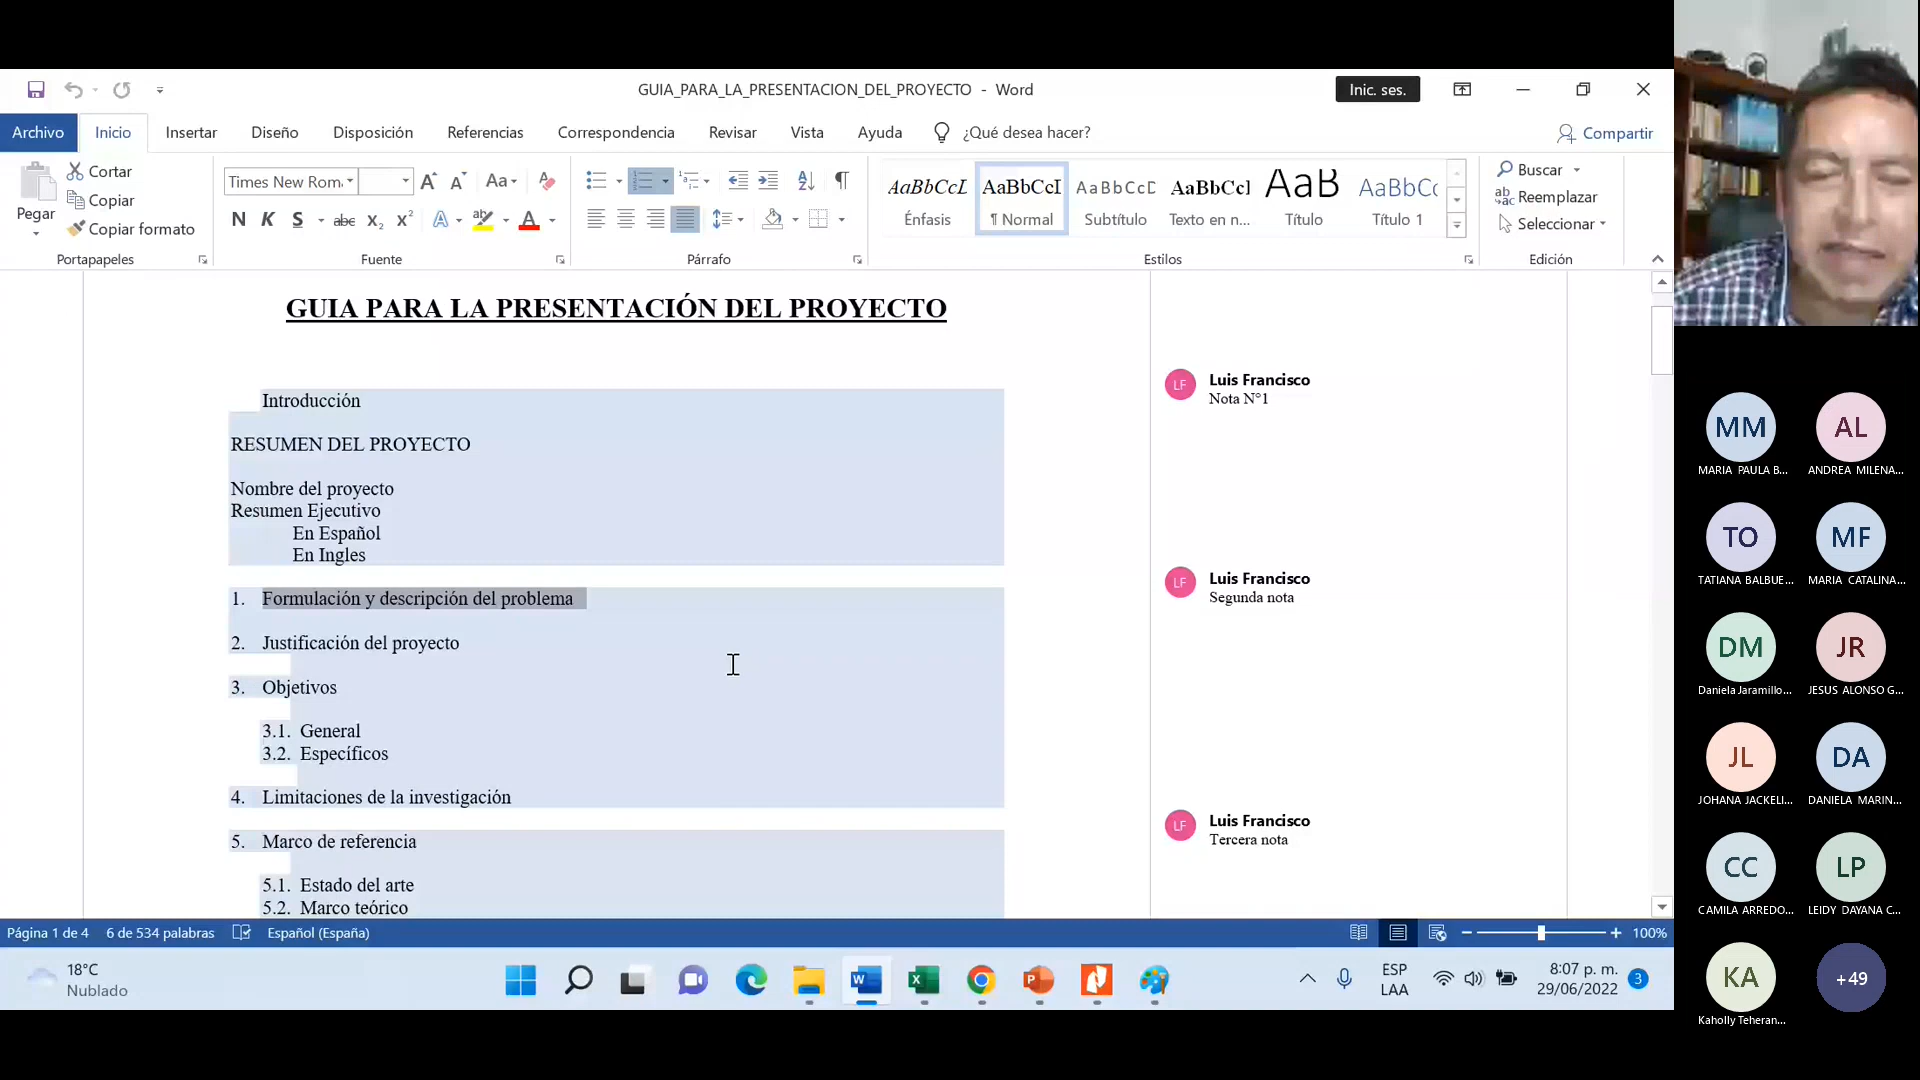 GUIA_PARA_LA_PRESENTACION_DEL_PROYECTO - Word
Inic. ses.
Archivo Inicio Insertar Diseño Disposición Referencias Correspondencia Revisar Vista Ayuda ¿Qué desea hacer? Compartir
Pegar
Cortar
Copiar
Copiar formato
Portapapeles
Times New Rom
N K S abc x₂ x²
Fuente
Párrafo
AaBbCcL Énfasis
AaBbCcI ¶ Normal
AaBbCcD Subtítulo
AaBbCcI Texto en n...
AaB Título
AaBbC Título 1
Estilos
Buscar
Reemplazar
Seleccionar
Edición
GUIA PARA LA PRESENTACIÓN DEL PROYECTO
Introducción
RESUMEN DEL PROYECTO
Nombre del proyecto
Resumen Ejecutivo
En Español
En Ingles
1. Formulación y descripción del problema
2. Justificación del proyecto
3. Objetivos
3.1. General
3.2. Específicos
4. Limitaciones de la investigación
5. Marco de referencia
5.1. Estado del arte
5.2. Marco teórico
LF Luis Francisco
Nota N°1
LF Luis Francisco
Segunda nota
LF Luis Francisco
Tercera nota
Página 1 de 4 6 de 534 palabras Español (España) 100%
18°C
Nublado
ESP
LAA
8:07 p. m.
29/06/2022
3
MM AL
MARIA PAULA B... ANDREA MILENA...
TO MF
TATIANA BALBUE... MARIA CATALINA...
DM JR
Daniela Jaramillo... JESUS ALONSO G...
JL DA
JOHANA JACKELI... DANIELA MARIN...
CC LP
CAMILA ARREDO... LEIDY DAYANA C...
KA +49
Kaholly Teheran...